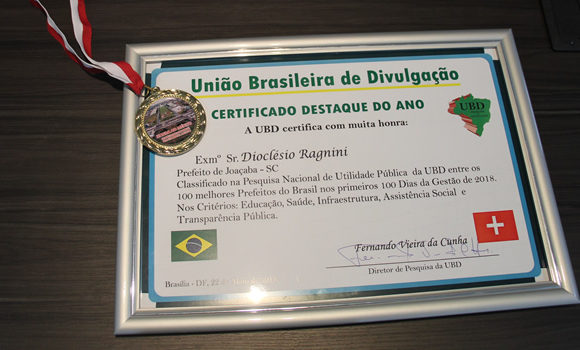 União Brasileira de Divulgação
CERTIFICADO DESTAQUE DO ANO
UBD
A UBD certifica com muita honra:
Exmº Sr. Dioclésio Ragnini
Prefeito de Joaçaba - SC
Classificado na Pesquisa Nacional de Utilidade Pública da UBD entre os
100 melhores Prefeitos do Brasil nos primeiros 100 Dias da Gestão de 2018.
Nos Critérios: Educação, Saúde, Infraestrutura, Assistência Social e
Transparência Pública.
Fernando Vieira da Cunha
Diretor de Pesquisa da UBD
Brasília - DF, 22 de